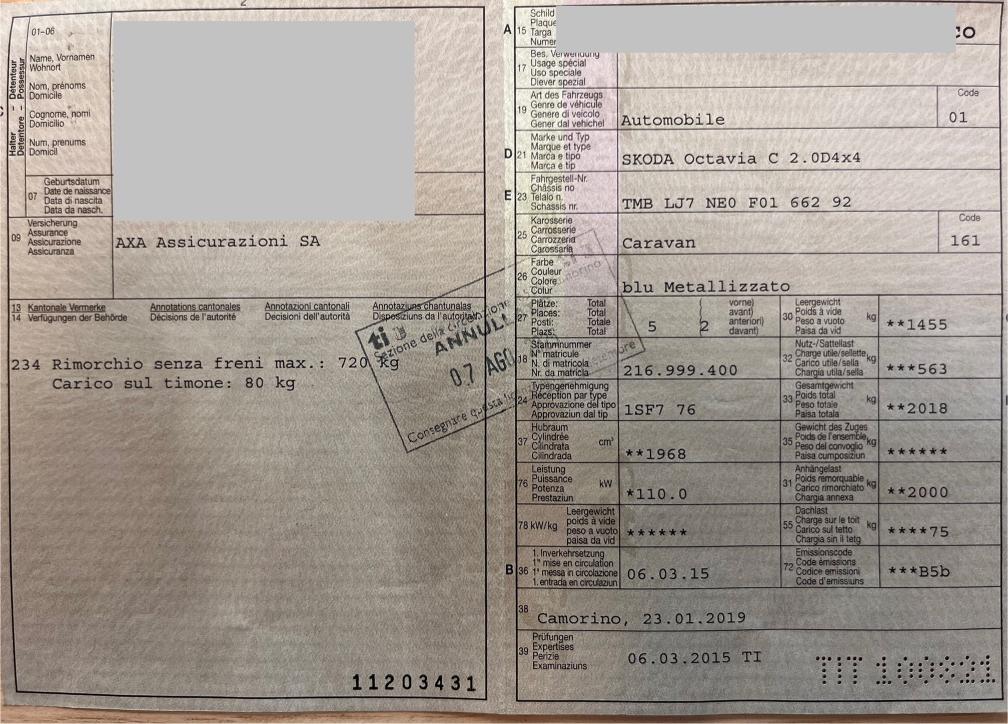 2
01-06
Halter – Détenteur
Detentore – Possessur
Name, Vornamen
Wohnort
Nom, prénoms
Domicile
Cognome, nomi
Domicilio
Num, prenums
Domicil
07
Geburtsdatum
Date de naissance
Data di nascita
Data da nasch.
09
Versicherung
Assurance
Assicurazione
Assicuranza
AXA Assicurazioni SA
13 Kantonale Vermerke Annotations cantonales Annotazioni cantonali Annotaziuns chantunalas
14 Verfügungen der Behörde Décisions de l'autorité Decisioni dell'autorità Disposiziuns da l'autoritad
234 Rimorchio senza freni max.: 720 kg
Carico sul timone: 80 kg
ti
Sezione della circolazione
ANNULL
07 AGO
Consegnare questa licen
11203431
A 15
Schild
Plaque
Targa
Numer
CO
17
Bes. Verwendung
Usage spécial
Uso speciale
Diever spezial
19
Art des Fahrzeugs
Genre de véhicule
Genere di veicolo
Gener dal vehichel
Automobile
Code
01
D 21
Marke und Typ
Marque et type
Marca e tipo
Marca e tip
SKODA Octavia C 2.0D4x4
E 23
Fahrgestell-Nr.
Châssis no
Telaio n.
Schassis nr.
TMB LJ7 NE0 F01 662 92
25
Karosserie
Carrosserie
Carrozzeria
Carossaria
Caravan
Code
161
26
Farbe
Couleur
Colore
Colur
blu Metallizzato
27
Plätze: Total
Places: Total
Posti: Totale
Plazs: Total
5
2
vorne)
avant)
anteriori)
davant)
30
Leergewicht
Poids à vide
Peso a vuoto
Paisa da vid
kg
**1455
18
Stammnummer
N° matricule
N. di matricola
Nr. da matricla
216.999.400
32
Nutz-/Sattellast
Charge utile/sellette
Carico utile/sella
Chargia utila/sella
kg
***563
24
Typengenehmigung
Réception par type
Approvazione del tipo
Approvaziun dal tip
1SF7 76
33
Gesamtgewicht
Poids total
Peso totale
Paisa totala
kg
**2018
37
Hubraum
Cylindrée
Cilindrata
Cilindrada
cm³
**1968
35
Gewicht des Zuges
Poids de l'ensemble
Peso del convoglio
Paisa cumposiziun
kg
******
76
Leistung
Puissance
Potenza
Prestaziun
kW
*110.0
31
Anhängelast
Poids remorquable
Carico rimorchiato
Chargia annexa
kg
**2000
78 kW/kg
Leergewicht
poids à vide
peso a vuoto
paisa da vid
******
55
Dachlast
Charge sur le toit
Carico sul tetto
Chargia sin il tetg
kg
****75
B 36
1. Inverkehrsetzung
1re mise en circulation
1a messa in circolazione
1. entrada en circulaziun
06.03.15
72
Emissionscode
Code émissions
Codice emissioni
Code d'emissiuns
***B5b
38
Camorino, 23.01.2019
39
Prüfungen
Expertises
Perizie
Examinaziuns
06.03.2015 TI
TIT 100821